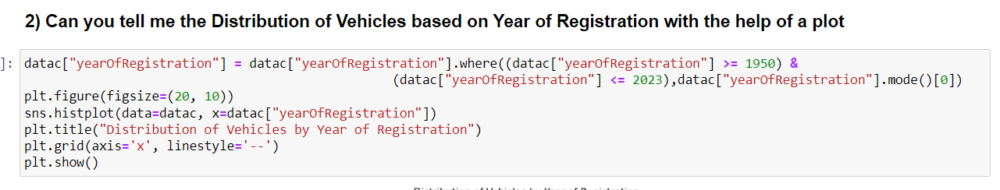 2) Can you tell me the Distribution of Vehicles based on Year of Registration with the help of a plot
]: datac["yearOfRegistration"] = datac["yearOfRegistration"].where((datac["yearOfRegistration"] >= 1950) &
(datac["yearOfRegistration"] <= 2023),datac["yearOfRegistration"].mode()[0])
plt.figure(figsize=(20, 10))
sns.histplot(data=datac, x=datac["yearOfRegistration"])
plt.title("Distribution of Vehicles by Year of Registration")
plt.grid(axis='x', linestyle='--')
plt.show()